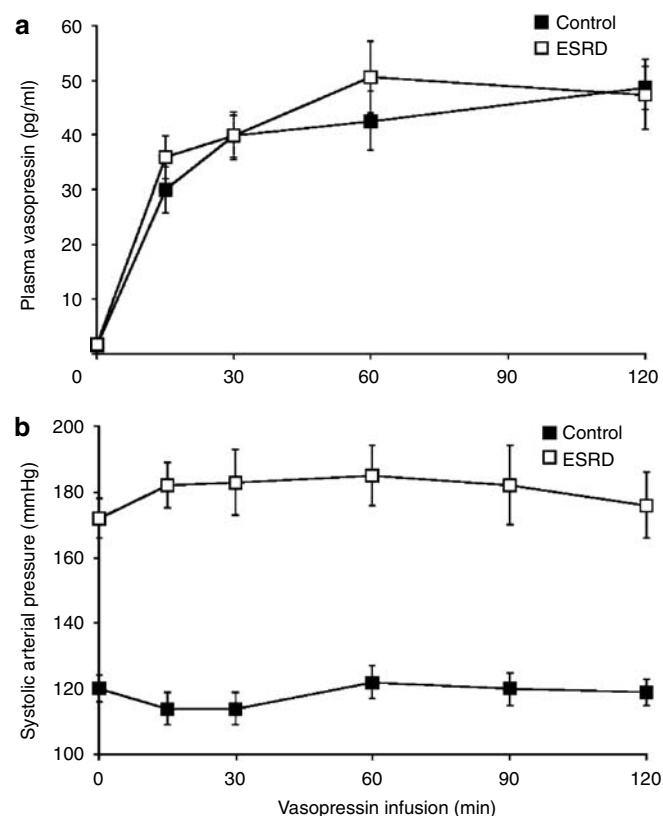 a
Plasma vasopressin (pg/ml)
60
50
40
30
20
10
Control
ESRD
0 30 60 90 120
b
Systolic arterial pressure (mmHg)
200
180
160
140
120
100
Control
ESRD
0 30 60 90 120
Vasopressin infusion (min)